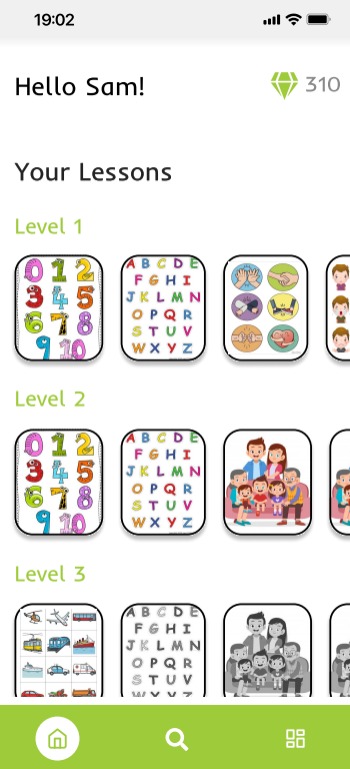 19:02
Hello Sam!
310
Your Lessons
Level 1
0 1 2
3 4 5
6 7 8
9 10
A B C D E
F G H I
J K L M N
O P Q R
S T U V
W X Y Z
Level 2
0 1 2
3 4 5
6 7 8
9 10
A B C D E
F G H I
J K L M N
O P Q R
S T U V
W X Y Z
Level 3
A B C D E
F G H I
J K L M N
O P Q R
S T U V
W X Y Z